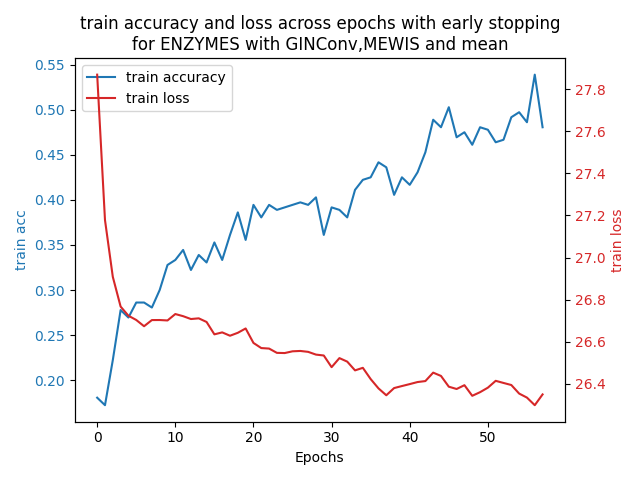 train accuracy and loss across epochs with early stopping
for ENZYMES with GINConv,MEWIS and mean
train accuracy
train loss
train acc
0.55
0.50
0.45
0.40
0.35
0.30
0.25
0.20
27.8
27.6
27.4
27.2
27.0
26.8
26.6
26.4
train loss
0 10 20 30 40 50
Epochs